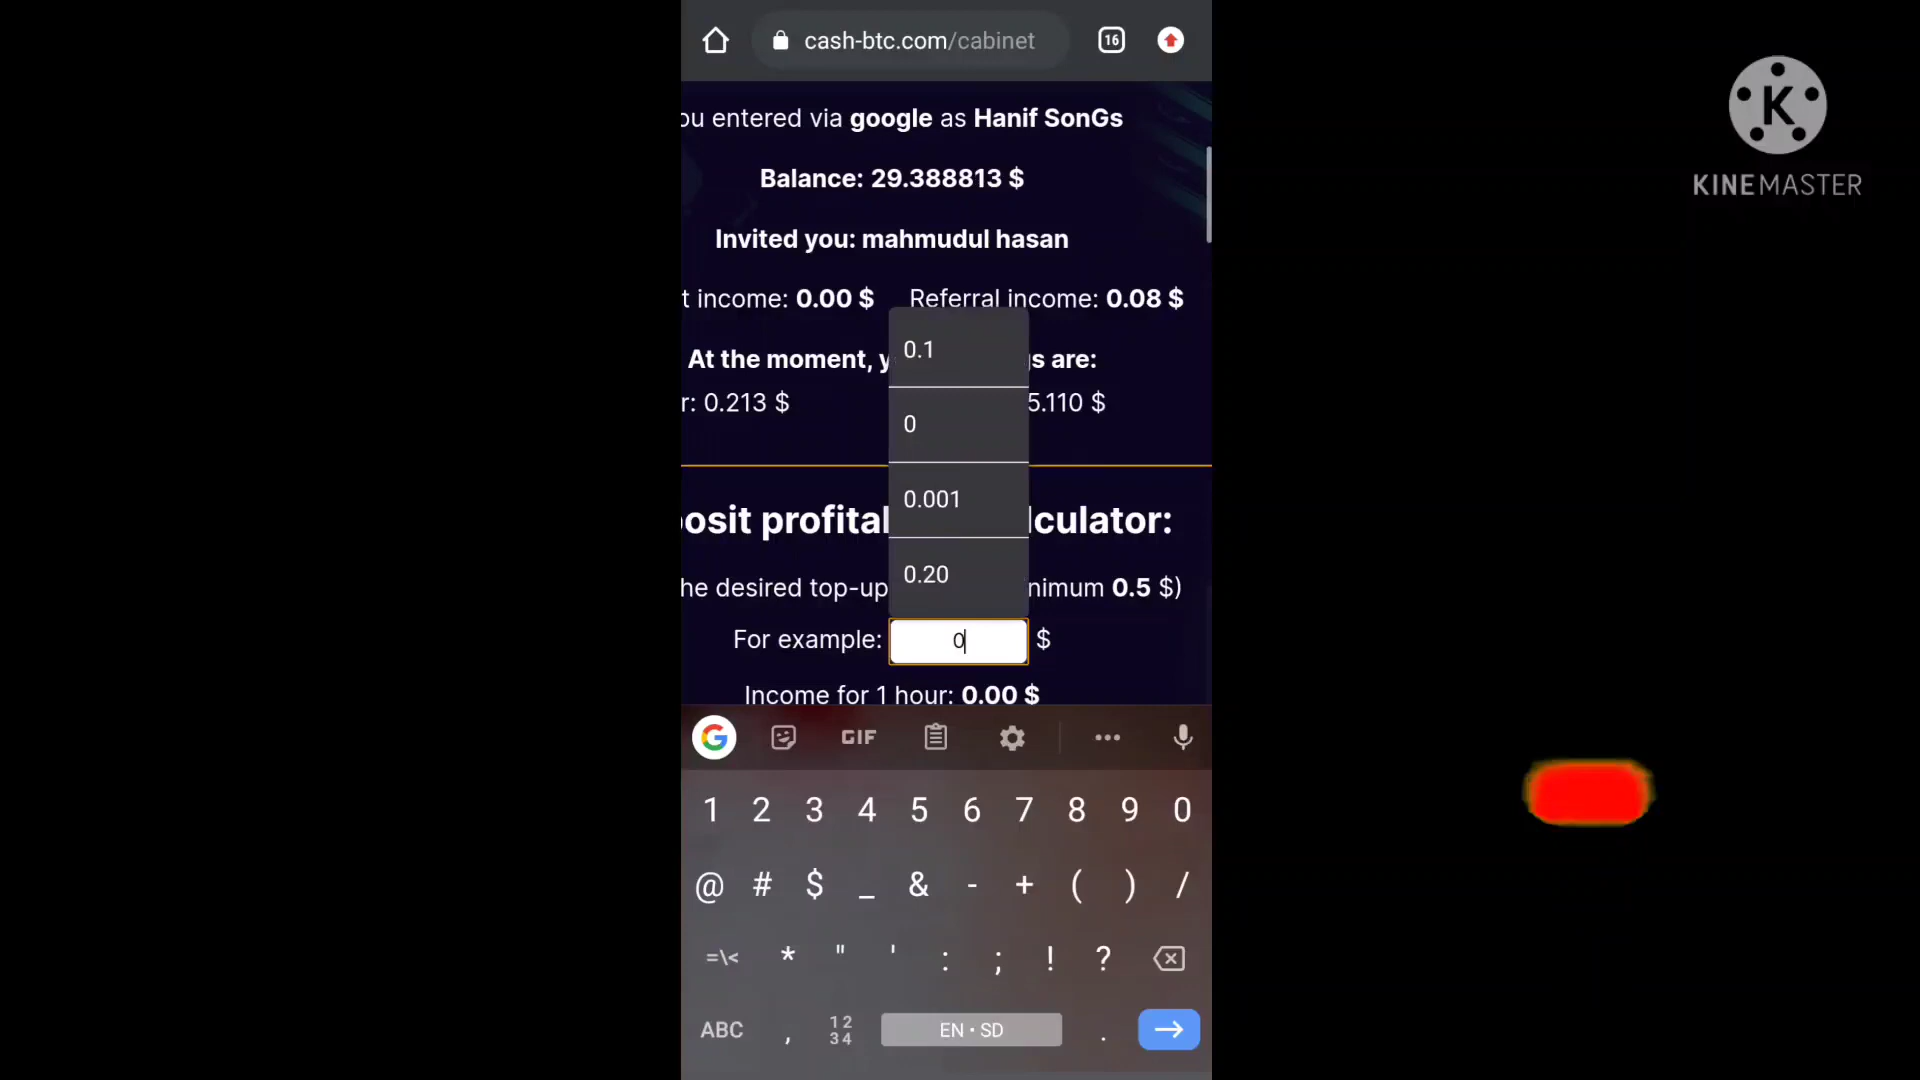 16
cash-btc.com/cabinet
ou entered via google as Hanif SonGs
Balance: 29.388813 $
Invited you: mahmudul hasan
t income: 0.00 $ Referral income: 0.08 $
At the moment, y s are:
r: 0.213 $ 5.110 $
0.1
0
0.001
0.20
osit profital lculator:
he desired top-up nimum 0.5 $)
For example: 0 $
Income for 1 hour: 0.00 $
G GIF
1 2 3 4 5 6 7 8 9 0
@ # $ _ & - + ( ) /
=\< * " ' : ; ! ?
ABC , 12 34 EN • SD .
K
KINEMASTER